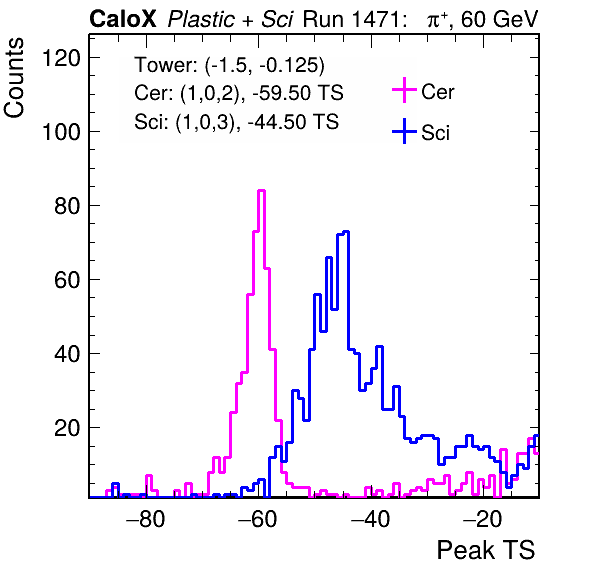 CaloX Plastic + Sci Run 1471: π⁺, 60 GeV
Counts
120
100
80
60
40
20
Tower: (-1.5, -0.125)
Cer: (1,0,2), -59.50 TS
Sci: (1,0,3), -44.50 TS
Cer
Sci
−80 −60 −40 −20
Peak TS